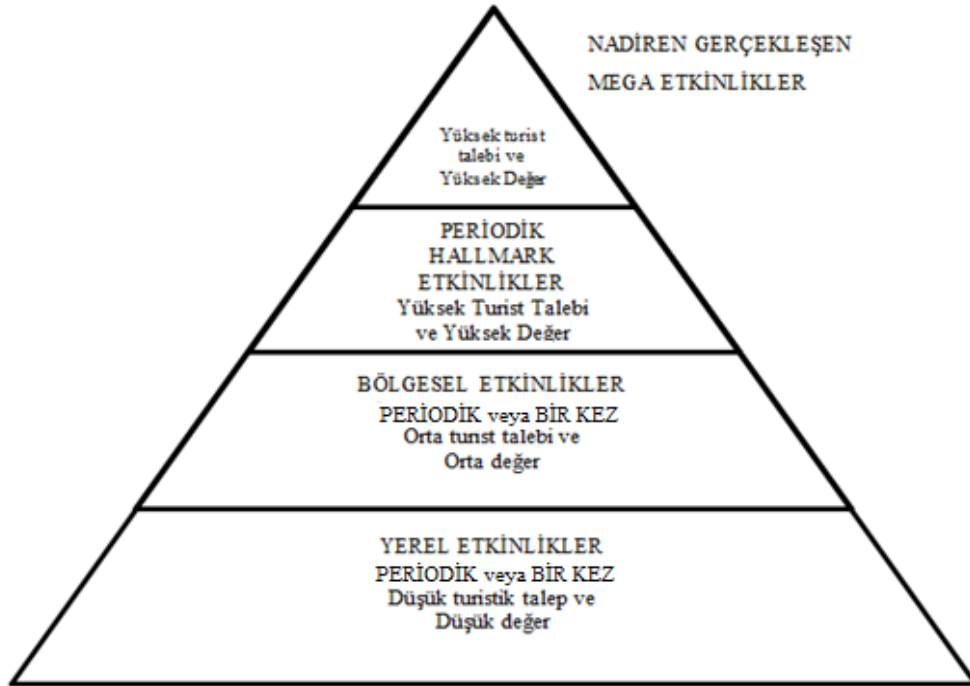 NADİREN GERÇEKLEŞEN
MEGA ETKİNLİKLER
Yüksek turist
talebi ve
Yüksek Değer
PERİODİK
HALLMARK
ETKİNLİKLER
Yüksek Turist Talebi
ve Yüksek Değer
BÖLGESEL ETKİNLİKLER
PERİODİK veya BİR KEZ
Orta turist talebi ve
Orta değer
YEREL ETKİNLİKLER
PERİODİK veya BİR KEZ
Düşük turistik talep ve
Düşük değer